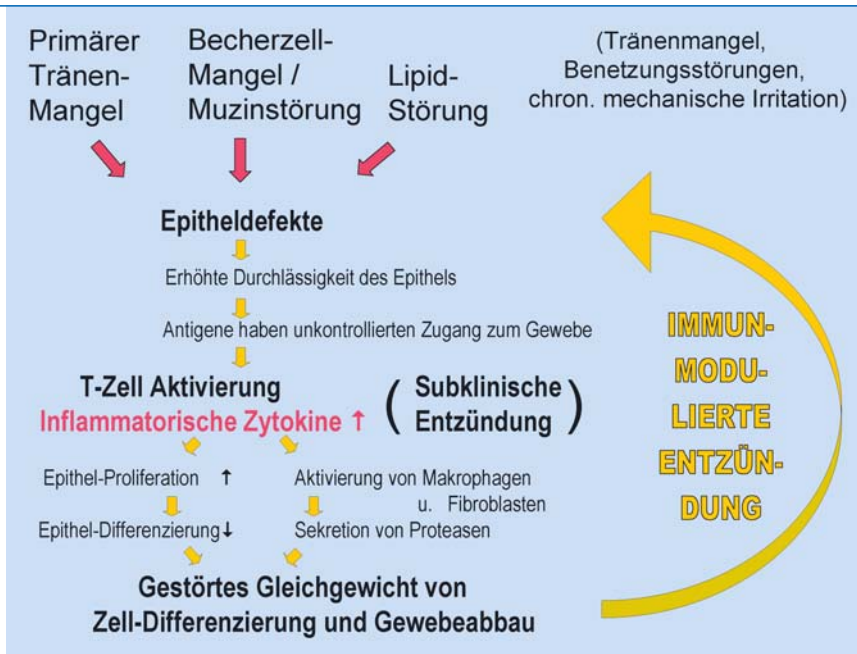 Primärer
Tränen-
Mangel
Becherzell-
Mangel /
Muzinstörung
Lipid-
Störung
(Tränenmangel,
Benetzungsstörungen,
chron. mechanische Irritation)
Epitheldefekte
Erhöhte Durchlässigkeit des Epithels
Antigene haben unkontrollierten Zugang zum Gewebe
T-Zell Aktivierung
Inflammatorische Zytokine ↑
( Subklinische
Entzündung )
Epithel-Proliferation ↑
Epithel-Differenzierung↓
Aktivierung von Makrophagen
u. Fibroblasten
Sekretion von Proteasen
Gestörtes Gleichgewicht von
Zell-Differenzierung und Gewebeabbau
IMMUN-
MODU-
LIERTE
ENTZÜN-
DUNG